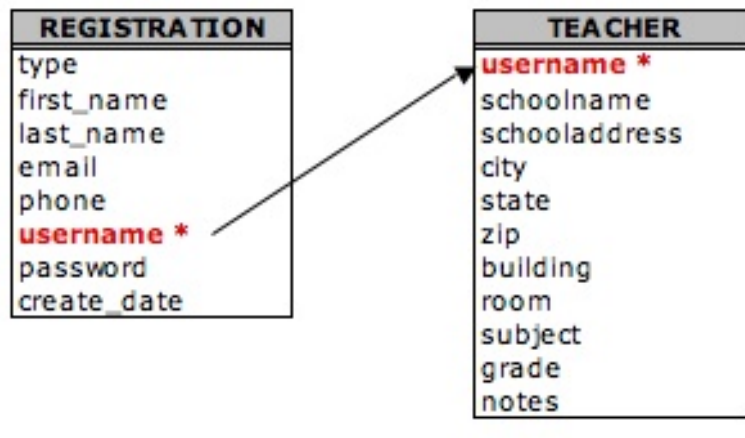 REGISTRATION
type
first_name
last_name
email
phone
username *
password
create_date
TEACHER
username *
schoolname
schooladdress
city
state
zip
building
room
subject
grade
notes